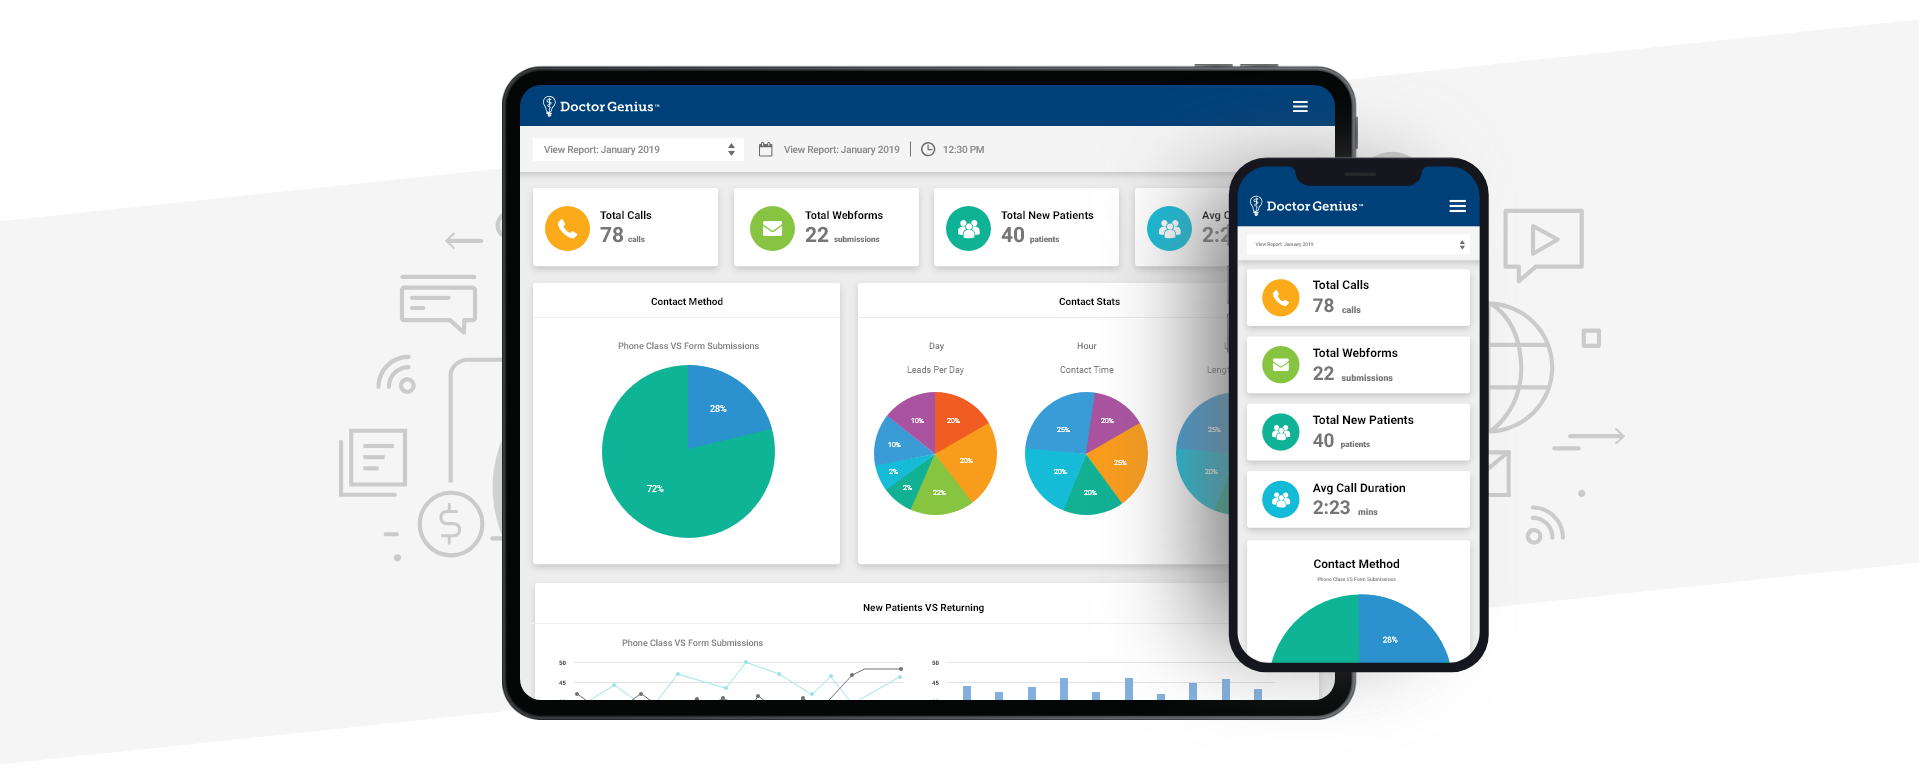 Doctor Genius™
View Report: January 2019
View Report: January 2019
12:30 PM
Total Calls
78 calls
Total Webforms
22 submissions
Total New Patients
40 patients
Avg C
2:2
Contact Method
Phone Class VS Form Submissions
28%
72%
Contact Stats
Day
Leads Per Day
10%
20%
10%
20%
2%
2%
22%
Hour
Contact Time
20%
25%
25%
20%
20%
Lengt
25%
20%
New Patients VS Returning
Phone Class VS Form Submissions
50
45
50
45
Doctor Genius™
View Report: January 2019
Total Calls
78 calls
Total Webforms
22 submissions
Total New Patients
40 patients
Avg Call Duration
2:23 mins
Contact Method
Phone Class VS Form Submissions
28%